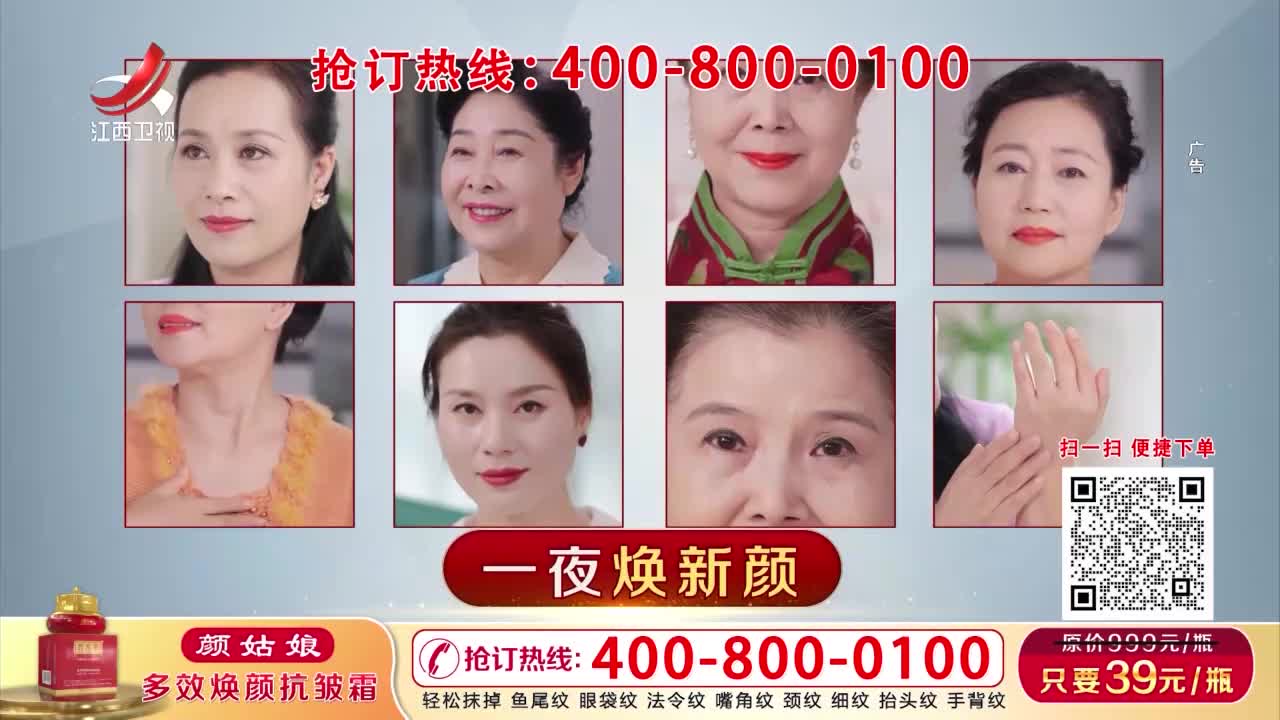 抢订热线:400-800-0100
江西卫视
广告
扫一扫 便捷下单
一夜焕新颜
颜姑娘
多效焕颜抗皱霜
抢订热线:400-800-0100
轻松抹掉 鱼尾纹 眼袋纹 法令纹 嘴角纹 颈纹 细纹 抬头纹 手背纹
原价999元/瓶
只要39元/瓶